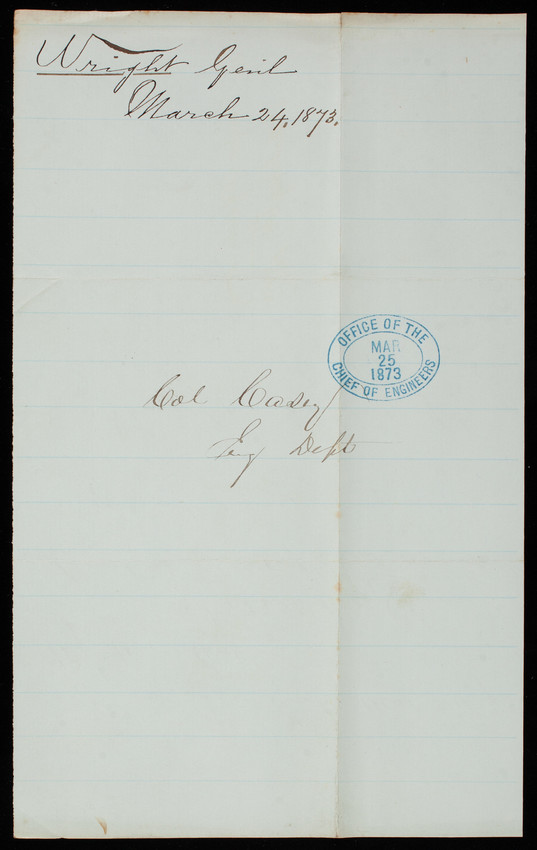 Wright Genl
March 24, 1873.
OFFICE OF THE
MAR
25
1873
CHIEF OF ENGINEERS
Col Casey
Eng Dept